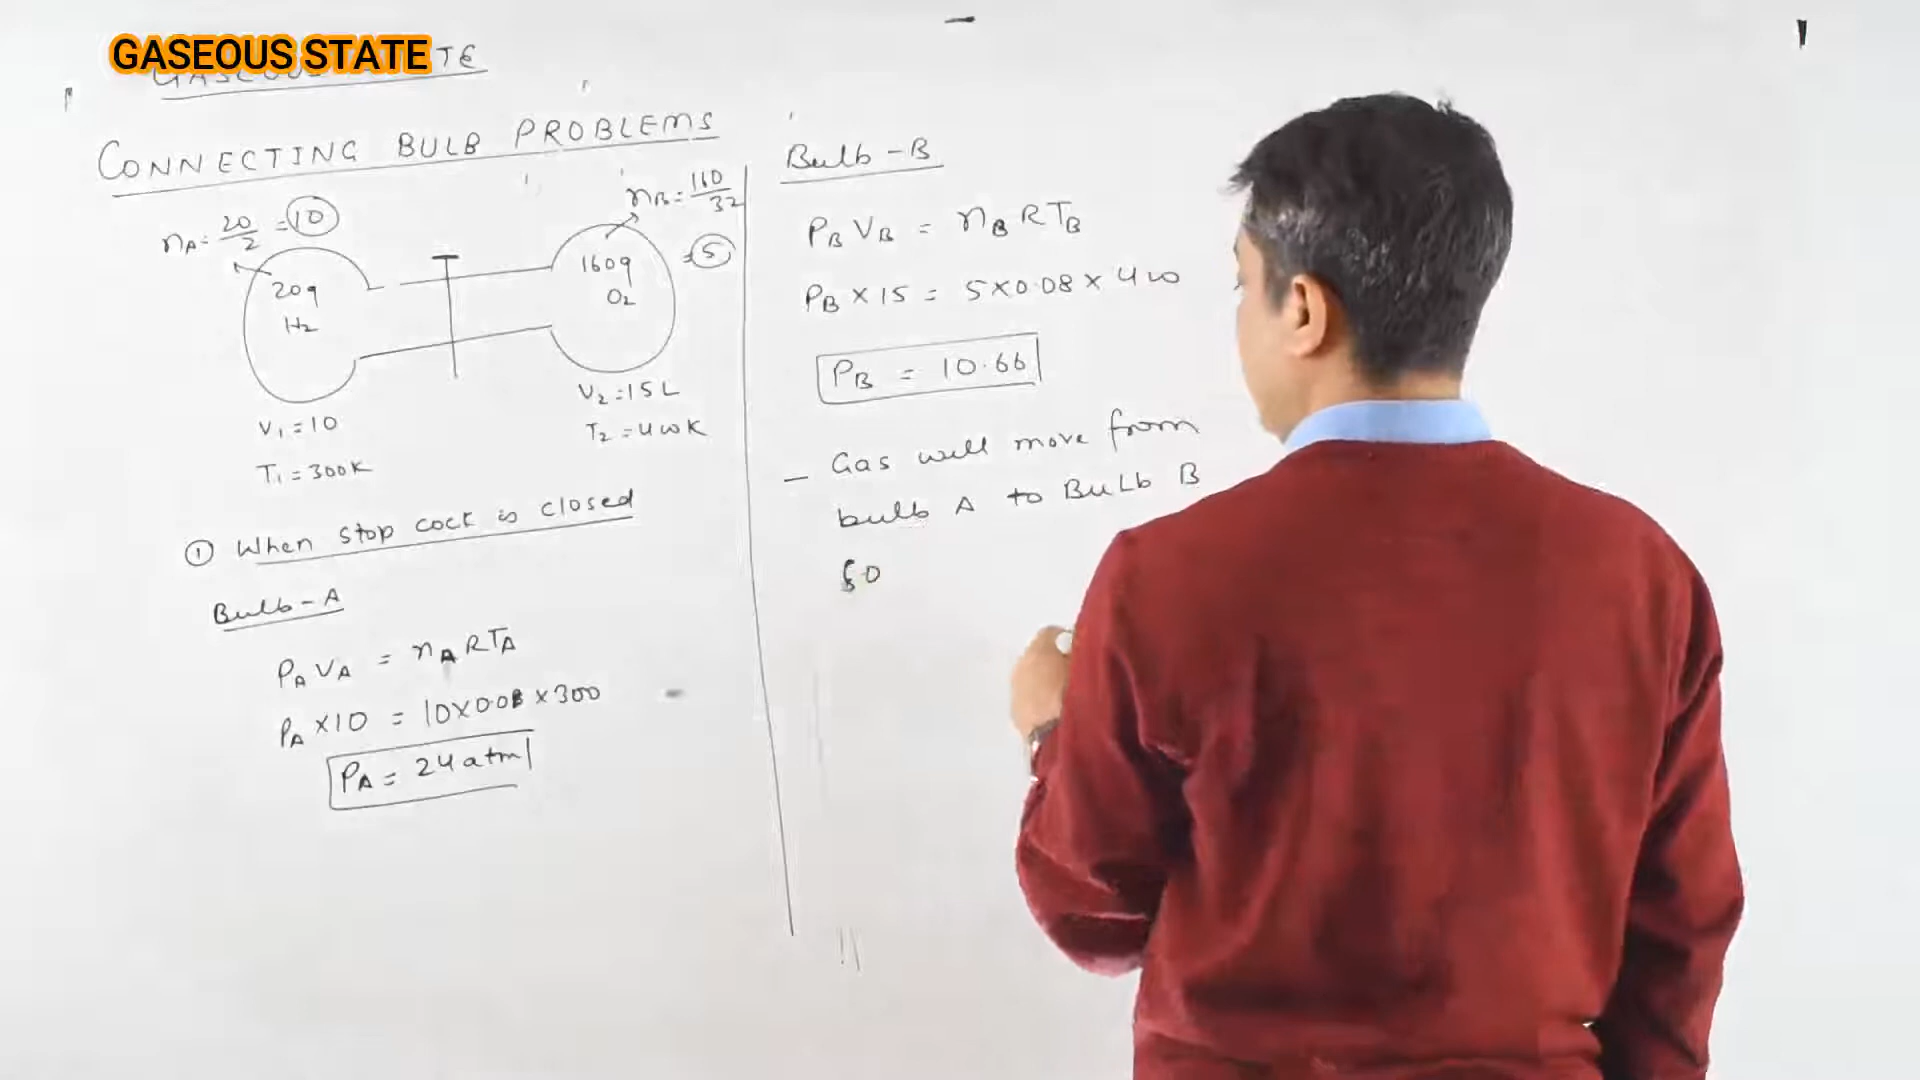 GASEOUS STATE
CONNECTING BULB PROBLEMS
nA = 20/2 = 10
nB = 160/32
= 5
20g
H2
160g
O2
V1 = 10
T1 = 300K
V2 = 15L
T2 = 400K
① When stop cock is closed
Bulb-A
PA VA = nA RTA
PA × 10 = 10 × 0.08 × 300
PA = 24 atm
Bulb-B
PB VB = nB RTB
PB × 15 = 5 × 0.08 × 400
PB = 10.66
- Gas will move from
bulb A to BuLb B
so